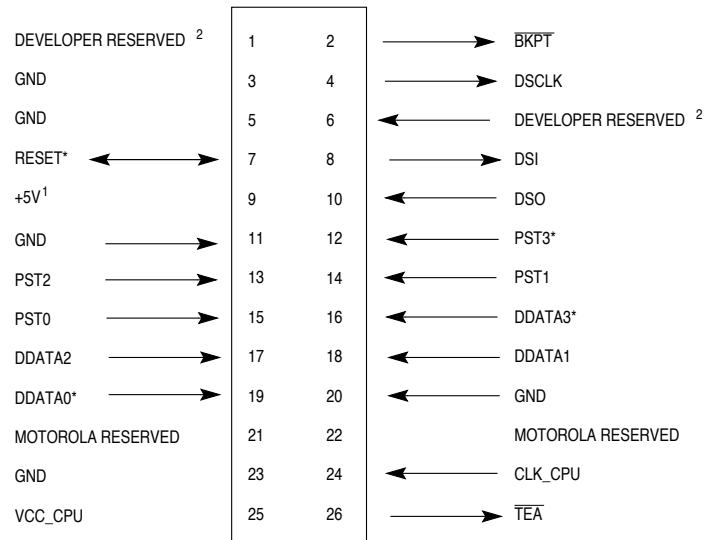 DEVELOPER RESERVED 2 1 2 BKPT
GND 3 4 DSCLK
GND 5 6 DEVELOPER RESERVED 2
RESET* 7 8 DSI
+5V1 9 10 DSO
GND 11 12 PST3*
PST2 13 14 PST1
PST0 15 16 DDATA3*
DDATA2 17 18 DDATA1
DDATA0* 19 20 GND
MOTOROLA RESERVED 21 22 MOTOROLA RESERVED
GND 23 24 CLK_CPU
VCC_CPU 25 26 TEA